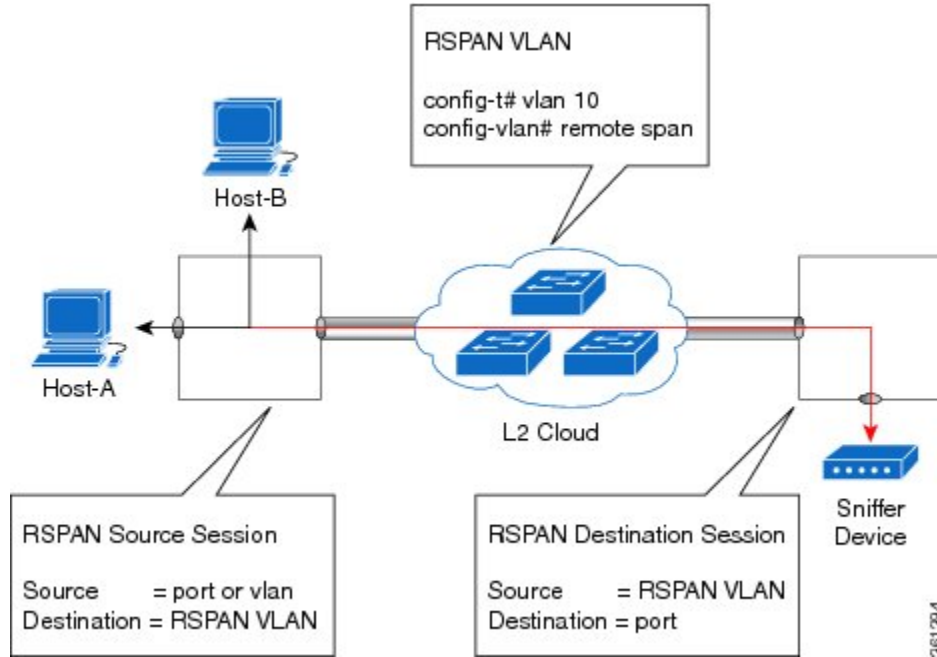 RSPAN VLAN
config-t# vlan 10
config-vlan# remote span
Host-B
Host-A
L2 Cloud
Sniffer
Device
RSPAN Source Session
Source = port or vlan
Destination = RSPAN VLAN
RSPAN Destination Session
Source = RSPAN VLAN
Destination = port